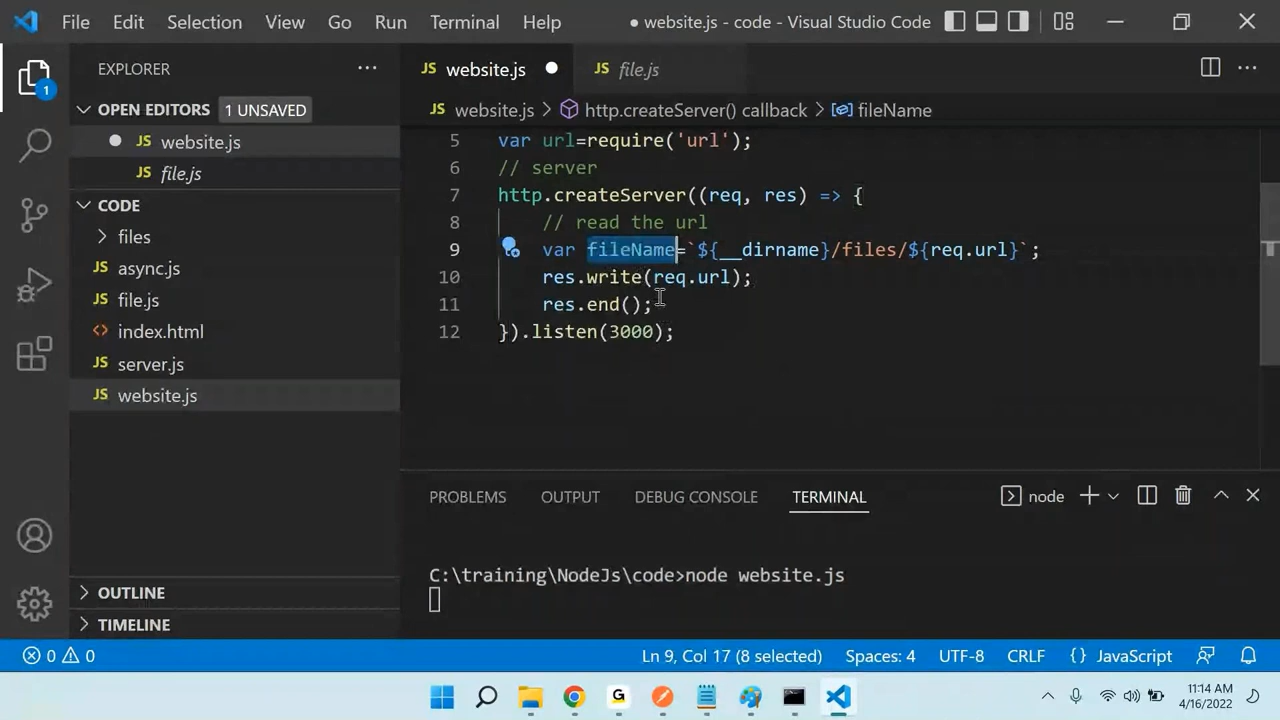 File Edit Selection View Go Run Terminal Help ● website.js - code - Visual Studio Code
EXPLORER ···
JS website.js ● JS file.js
OPEN EDITORS 1 UNSAVED
JS website.js > http.createServer() callback > fileName
● JS website.js
JS file.js
CODE
files
JS async.js
JS file.js
<> index.html
JS server.js
JS website.js
OUTLINE
TIMELINE
1
5 var url=require('url');
6 // server
7 http.createServer((req, res) => {
8 // read the url
9 var fileName=`${__dirname}/files/${req.url}`;
10 res.write(req.url);
11 res.end();
12 }).listen(3000);
PROBLEMS OUTPUT DEBUG CONSOLE TERMINAL node
C:\training\NodeJs\code>node website.js
0 0 Ln 9, Col 17 (8 selected) Spaces: 4 UTF-8 CRLF {} JavaScript
G
11:14 AM
4/16/2022